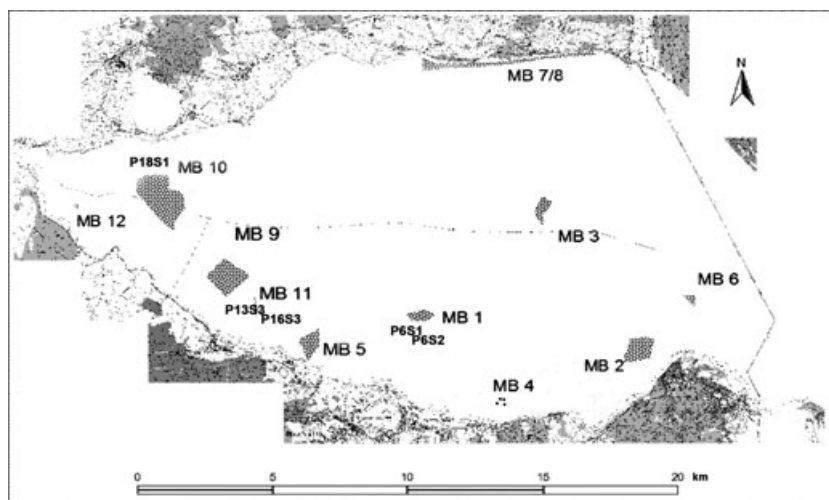 MB 7/8
N
P18S1
MB 10
MB 12
MB 9
MB 3
MB 11
P13S3
P16S3
MB 6
MB 1
P6S1
P6S2
MB 5
MB 2
MB 4
0 5 10 15 20 km